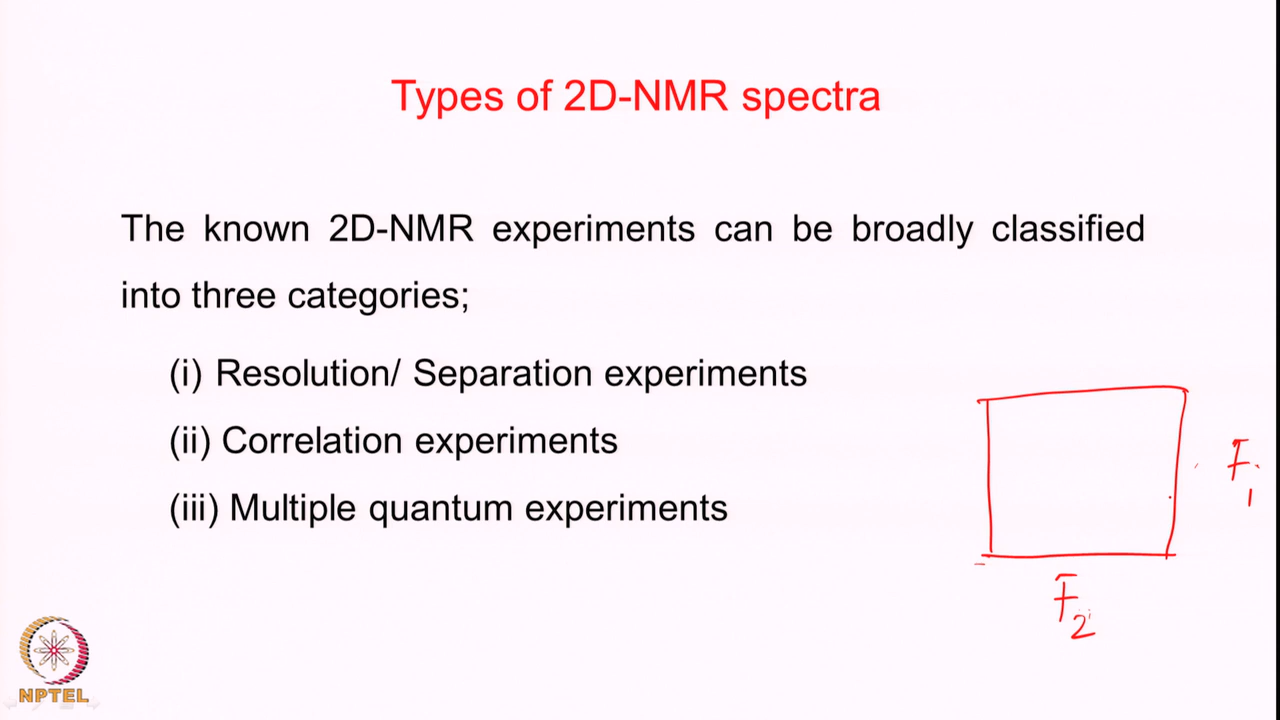 Types of 2D-NMR spectra
The known 2D-NMR experiments can be broadly classified
into three categories;
(i) Resolution/ Separation experiments
(ii) Correlation experiments
(iii) Multiple quantum experiments
F1
F2
NPTEL